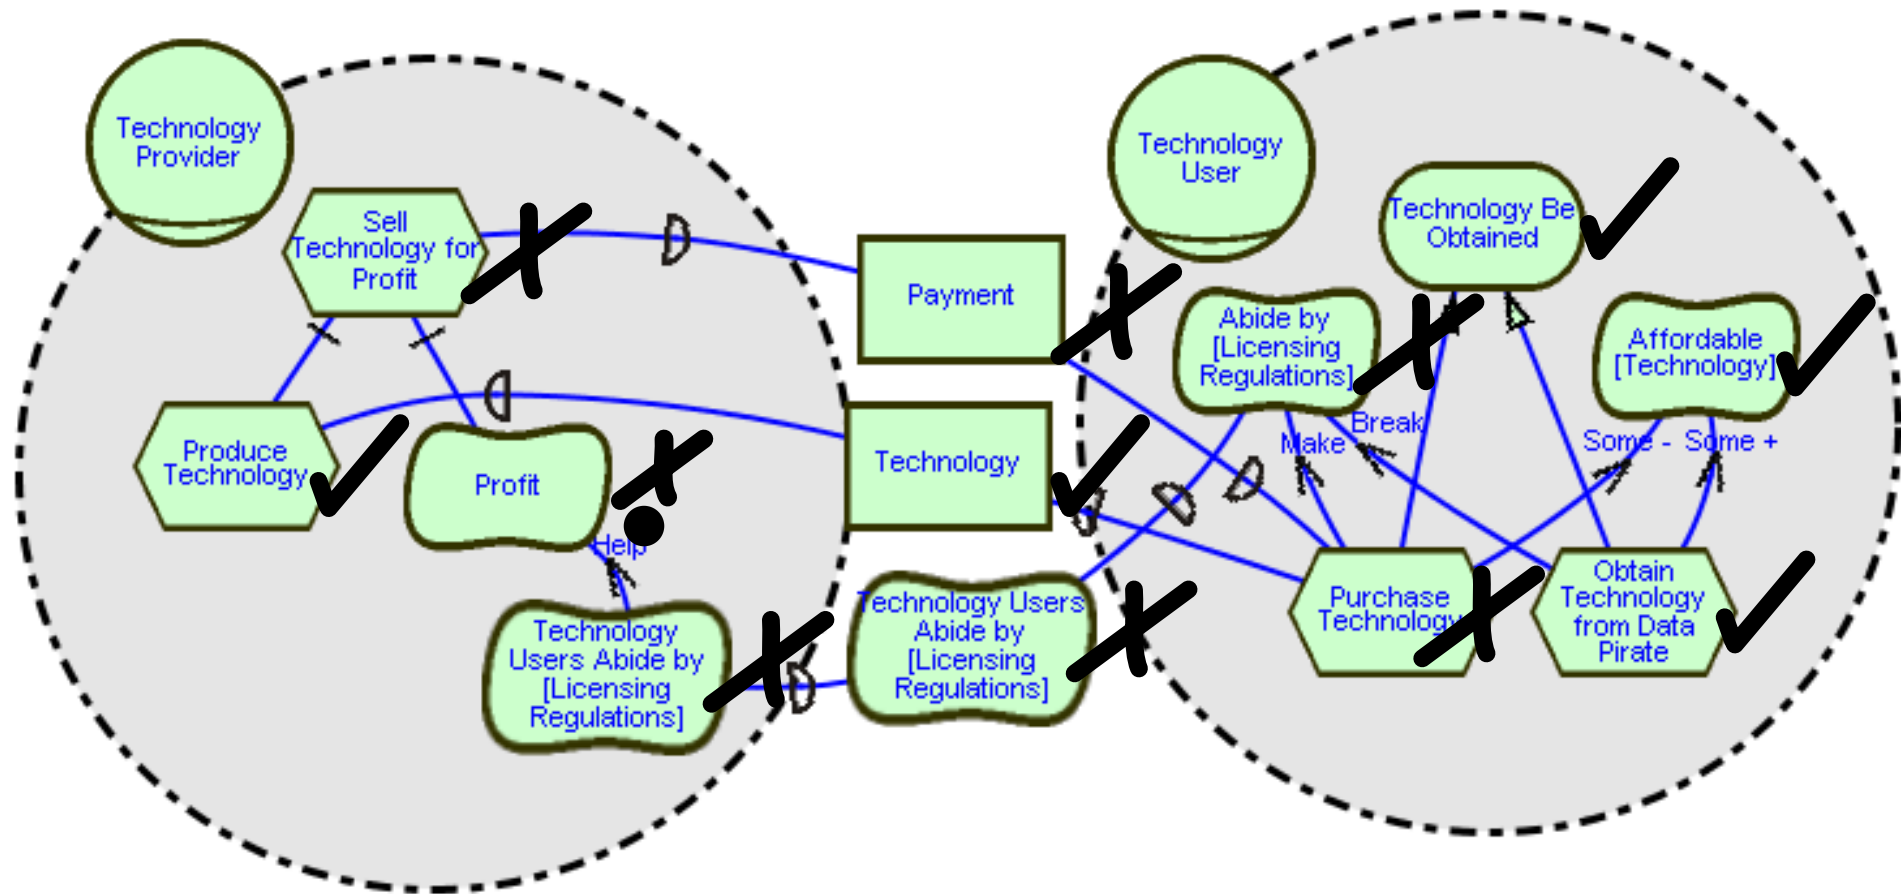 Technology
Provider
Sell
Technology for
Profit
Produce
Technology
Profit
Help
Technology
Users Abide by
[Licensing
Regulations]
Payment
Technology
Technology Users
Abide by
[Licensing
Regulations]
Technology
User
Technology Be
Obtained
Abide by
[Licensing
Regulations]
Affordable
[Technology]
Make
Break
Some -
Some +
Purchase
Technology
Obtain
Technology
from Data
Pirate